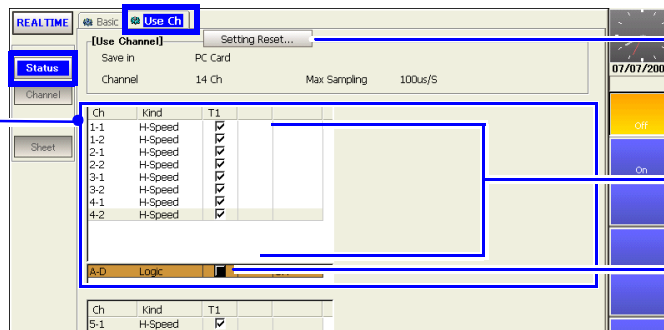 REALTIME
Basic
Use Ch
[Use Channel]
Setting Reset...
Save in PC Card
Status
Channel 14 Ch Max Sampling 100us/S
07/07/200
Channel
Ch Kind T1
1-1 H-Speed
1-2 H-Speed
2-1 H-Speed
2-2 H-Speed
3-1 H-Speed
3-2 H-Speed
4-1 H-Speed
4-2 H-Speed
Sheet
Off
On
A-D Logic
Ch Kind T1
5-1 H-Speed